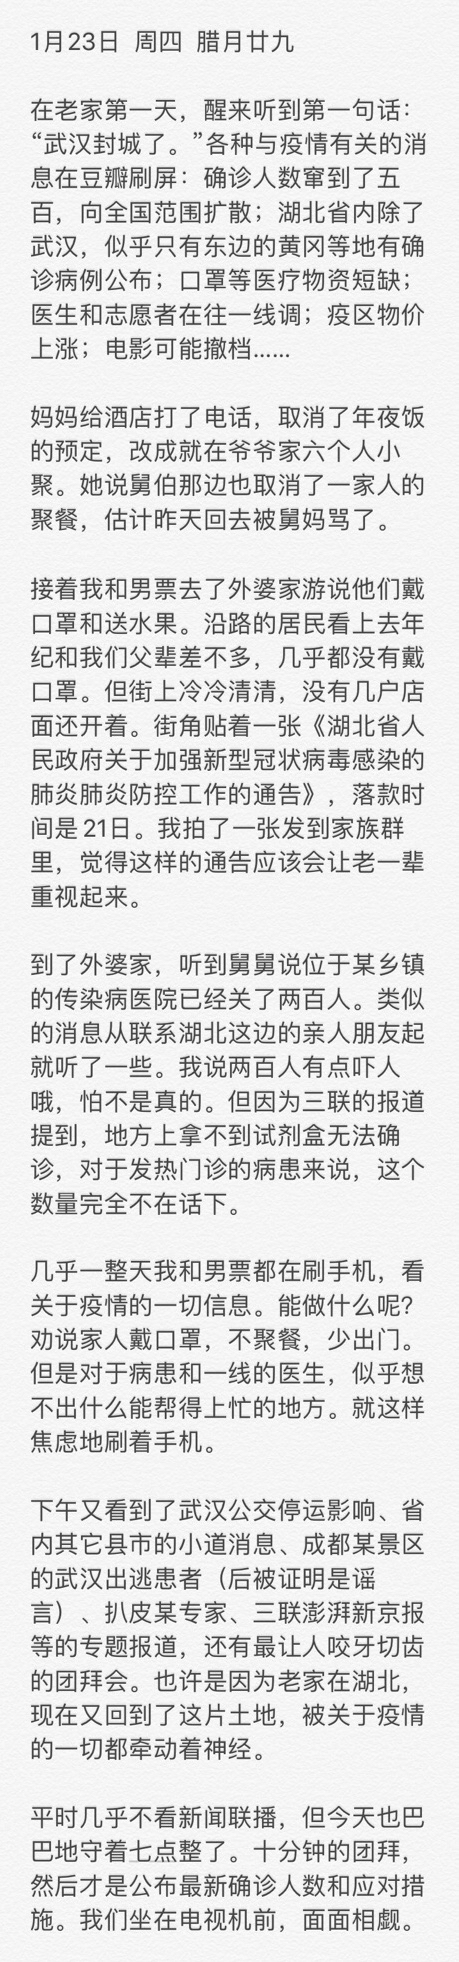 1月23日 周四 腊月廿九
在老家第一天，醒来听到第一句话：
“武汉封城了。”各种与疫情有关的消
息在豆瓣刷屏：确诊人数窜到了五
百，向全国范围扩散；湖北省内除了
武汉，似乎只有东边的黄冈等地有确
诊病例公布；口罩等医疗物资短缺；
医生和志愿者在往一线调；疫区物价
上涨；电影可能撤档……
妈妈给酒店打了电话，取消了年夜饭
的预定，改成就在爷爷家六个人小
聚。她说舅伯那边也取消了一家人的
聚餐，估计昨天回去被舅妈骂了。
接着我和男票去了外婆家游说他们戴
口罩和送水果。沿路的居民看上去年
纪和我们父辈差不多，几乎都没有戴
口罩。但街上冷冷清清，没有几户店
面还开着。街角贴着一张《湖北省人
民政府关于加强新型冠状病毒感染的
肺炎肺炎防控工作的通告》，落款时
间是21日。我拍了一张发到家族群
里，觉得这样的通告应该会让老一辈
重视起来。
到了外婆家，听到舅舅说位于某乡镇
的传染病医院已经关了两百人。类似
的消息从联系湖北这边的亲人朋友起
就听了一些。我说两百人有点吓人
哦，怕不是真的。但因为三联的报道
提到，地方上拿不到试剂盒无法确
诊，对于发热门诊的病患来说，这个
数量完全不在话下。
几乎一整天我和男票都在刷手机，看
关于疫情的一切信息。能做什么呢？
劝说家人戴口罩，不聚餐，少出门。
但是对于病患和一线的医生，似乎想
不出什么能帮得上忙的地方。就这样
焦虑地刷着手机。
下午又看到了武汉公交停运影响、省
内其它县市的小道消息、成都某景区
的武汉出逃患者（后被证明是谣
言）、扒皮某专家、三联澎湃新京报
等的专题报道，还有最让人咬牙切齿
的团拜会。也许是因为老家在湖北，
现在又回到了这片土地，被关于疫情
的一切都牵动着神经。
平时几乎不看新闻联播，但今天也巴
巴地守着七点整了。十分钟的团拜，
然后才是公布最新确诊人数和应对措
施。我们坐在电视机前，面面相觑。